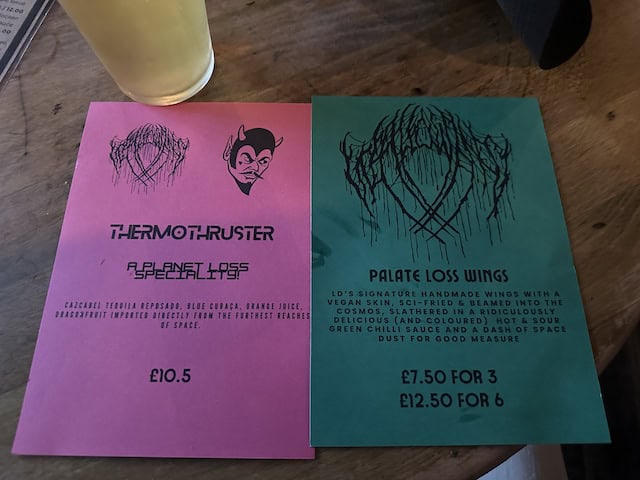 12.00
THERMOTHRUSTER
A PLANET LOSS
SPECIALITY!
CAZCABEL TEQUILA REPOSADO, BLUE CURAÇA, ORANGE JUICE,
DRAGONFRUIT IMPORTED DIRECTLY FROM THE FURTHEST REACHES
OF SPACE.
£10.5
PALATE LOSS WINGS
LD'S SIGNATURE HANDMADE WINGS WITH A
VEGAN SKIN, SCI-FRIED & BEAMED INTO THE
COSMOS, SLATHERED IN A RIDICULOUSLY
DELICIOUS (AND COLOURED) HOT & SOUR
GREEN CHILLI SAUCE AND A DASH OF SPACE
DUST FOR GOOD MEASURE
£7.50 FOR 3
£12.50 FOR 6